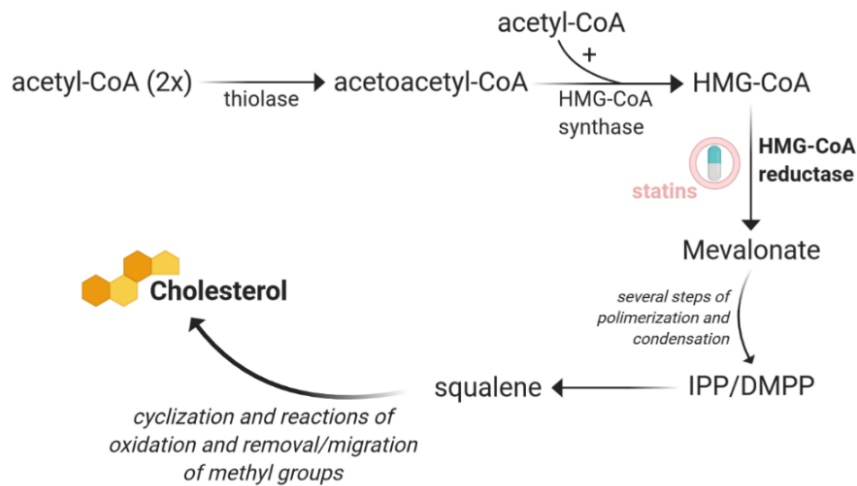 acetyl-CoA
+
acetyl-CoA (2x)
thiolase
acetoacetyl-CoA
HMG-CoA
synthase
HMG-CoA
HMG-CoA
reductase
statins
Mevalonate
several steps of
polimerization and
condensation
IPP/DMPP
squalene
Cholesterol
cyclization and reactions of
oxidation and removal/migration
of methyl groups